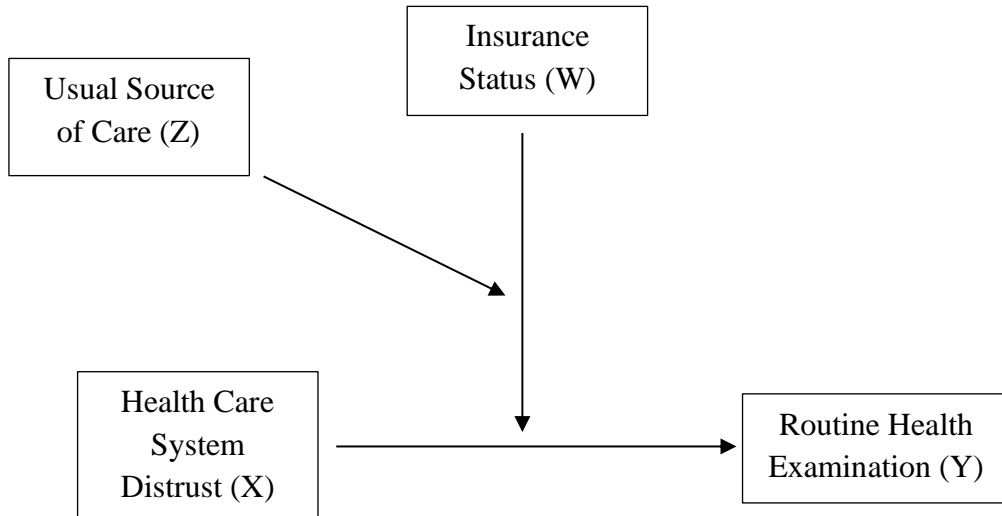 Insurance
Status (W)
Usual Source
of Care (Z)
Health Care
System
Distrust (X)
Routine Health
Examination (Y)